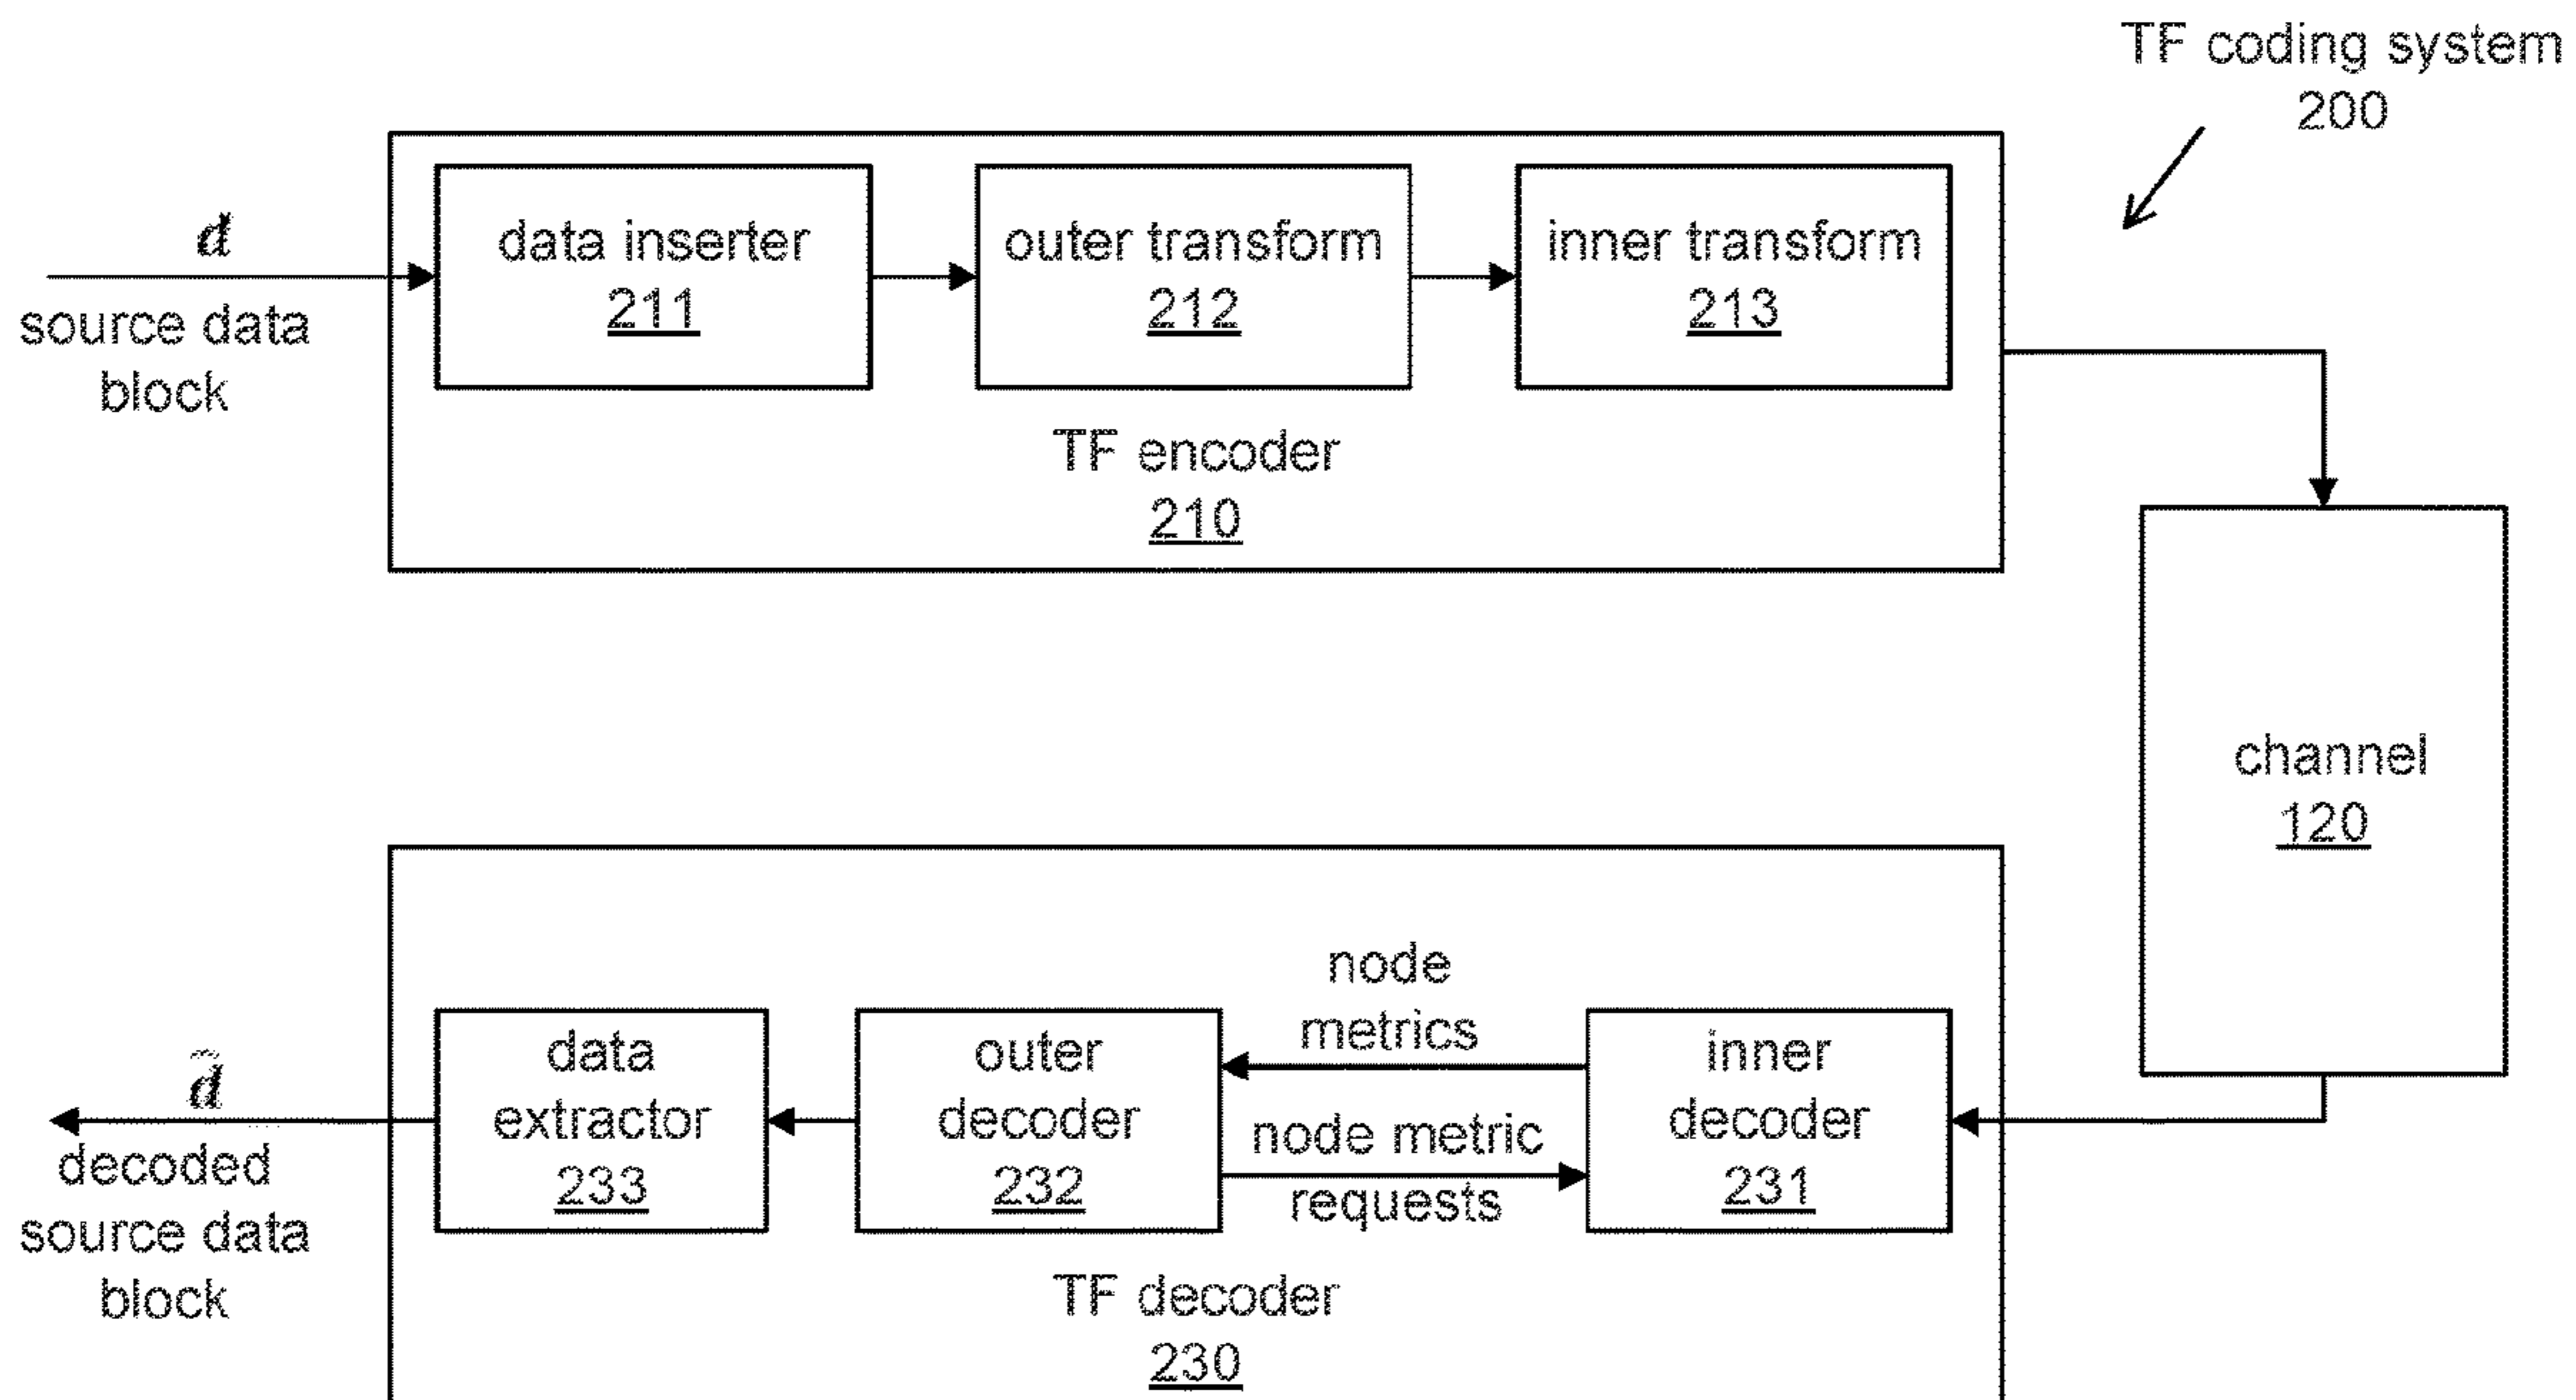 TF coding system
200
d
source data
block
data inserter
211
outer transform
212
inner transform
213
TF encoder
210
channel
120
node
metrics
node metric
requests
inner
decoder
231
outer
decoder
232
data
extractor
233
d̂
decoded
source data
block
TF decoder
230